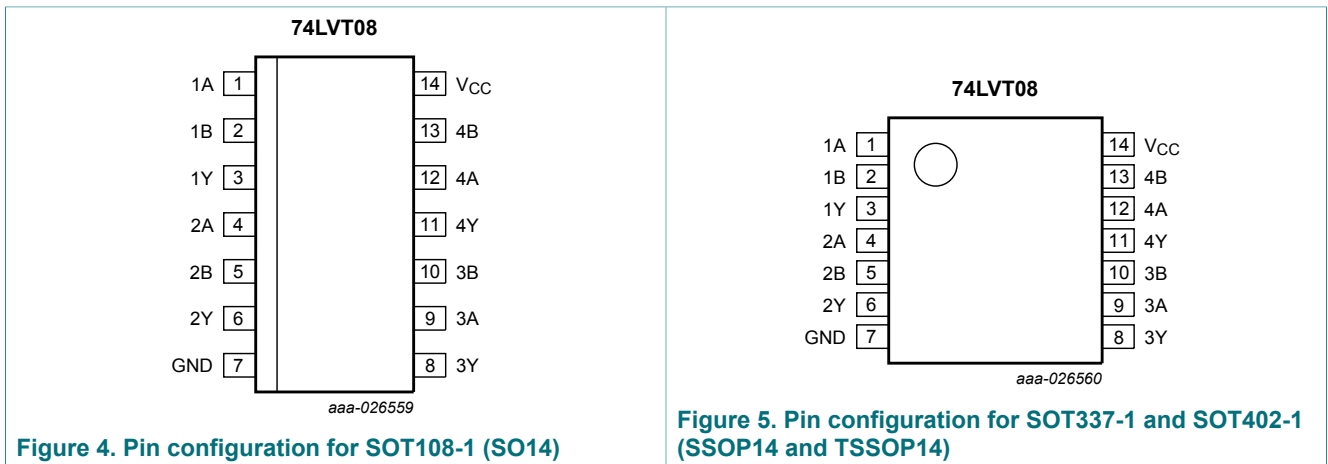 74LVT08
1A 1 14 VCC
1B 2 13 4B
1Y 3 12 4A
2A 4 11 4Y
2B 5 10 3B
2Y 6 9 3A
GND 7 8 3Y
aaa-026559
Figure 4. Pin configuration for SOT108-1 (SO14)
74LVT08
1A 1 14 VCC
1B 2 13 4B
1Y 3 12 4A
2A 4 11 4Y
2B 5 10 3B
2Y 6 9 3A
GND 7 8 3Y
aaa-026560
Figure 5. Pin configuration for SOT337-1 and SOT402-1
(SSOP14 and TSSOP14)